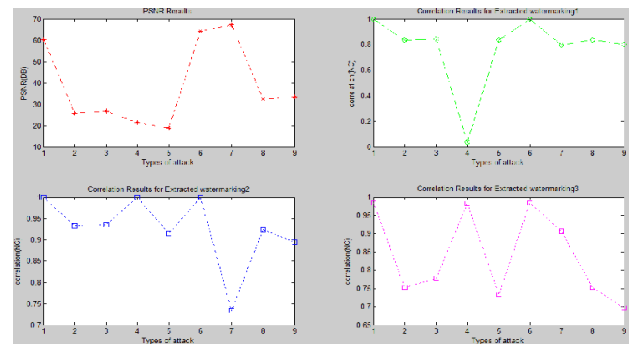 PSNR Results
70
60
50
40
30
20
10
PSNR(DB)
1 2 3 4 5 6 7 8 9
Types of attack
Correlation Results for Extracted watermarking1
1
0.8
0.6
0.4
0.2
0
1 2 3 4 5 6 7 8 9
Types of attack
Correlation Results for Extracted watermarking2
1
0.95
0.9
0.85
0.8
0.75
0.7
correlation(NC)
1 2 3 4 5 6 7 8 9
Types of attack
Correlation Results for Extracted watermarking3
1
0.95
0.9
0.85
0.8
0.75
0.7
0.65
correlation(NC)
1 2 3 4 5 6 7 8 9
Types of attack